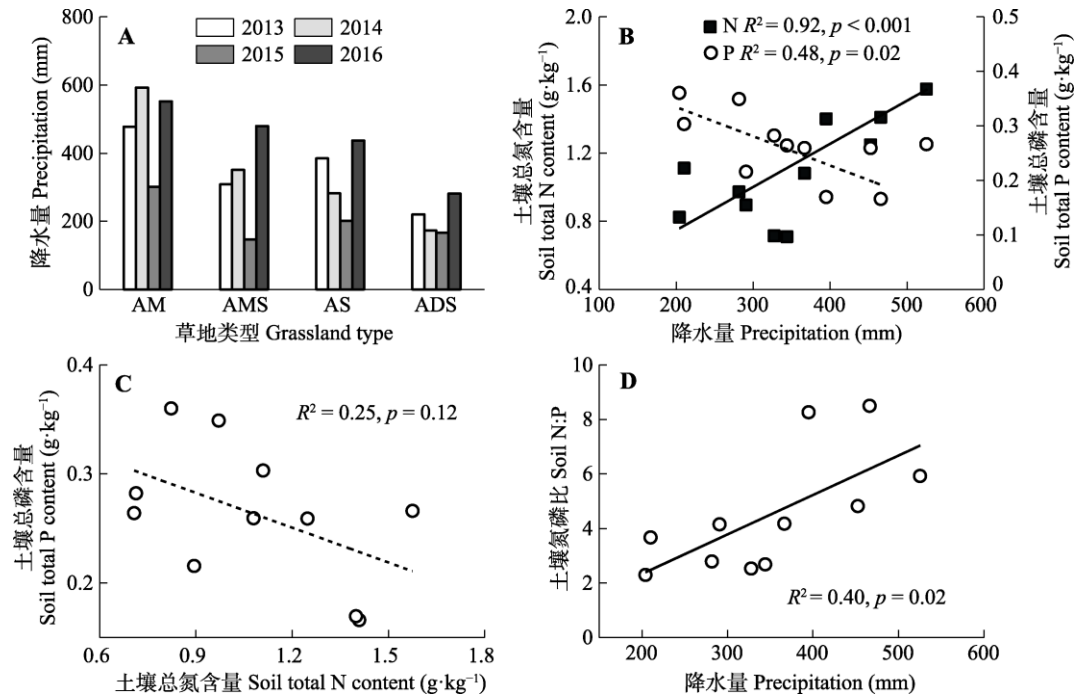 A
2013
2014
2015
2016
降水量 Precipitation (mm)
800
600
400
200
0
AM
AMS
AS
ADS
草地类型 Grassland type
B
N R² = 0.92, p < 0.001
P R² = 0.48, p = 0.02
土壤总氮含量
Soil total N content (g·kg⁻¹)
2.0
1.6
1.2
0.8
0.4
土壤总磷含量
Soil total P content (g·kg⁻¹)
0.5
0.4
0.3
0.2
0.1
0
100
200
300
400
500
600
降水量 Precipitation (mm)
C
R² = 0.25, p = 0.12
土壤总磷含量
Soil total P content (g·kg⁻¹)
0.4
0.3
0.2
0.6
0.9
1.2
1.5
1.8
土壤总氮含量 Soil total N content (g·kg⁻¹)
D
R² = 0.40, p = 0.02
土壤氮磷比 Soil N:P
10
8
6
4
2
0
200
300
400
500
600
降水量 Precipitation (mm)